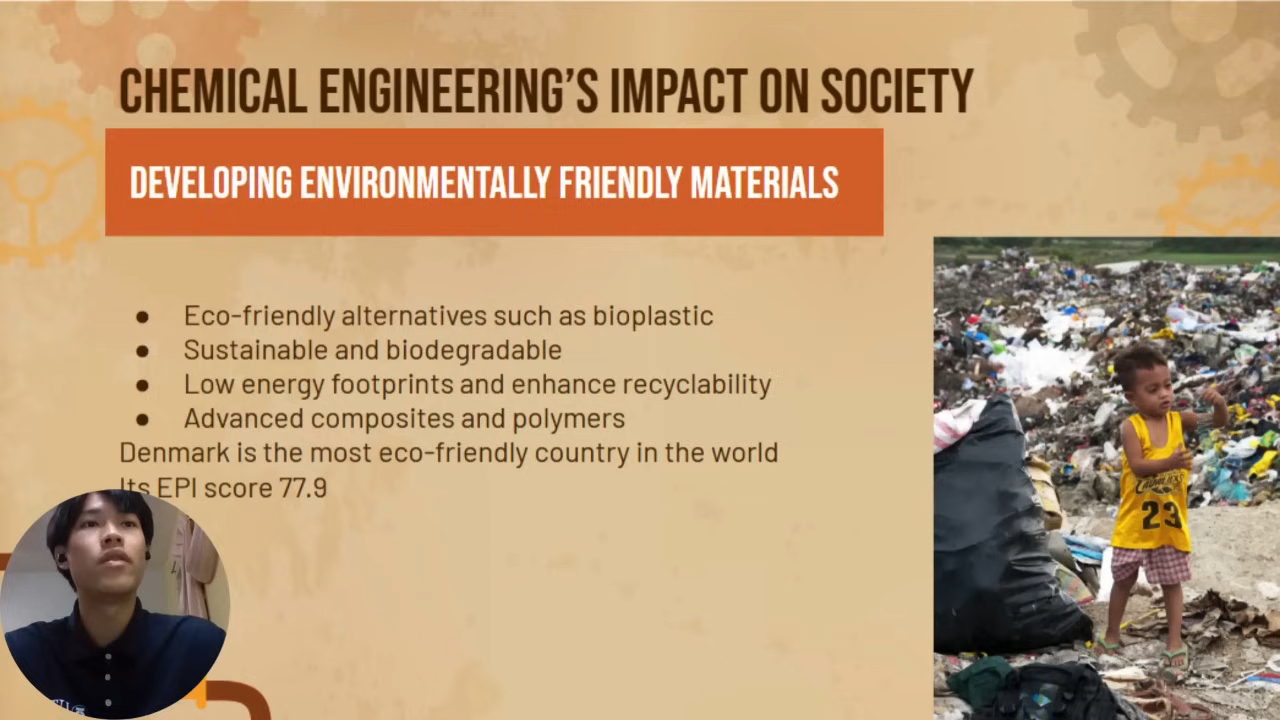 CHEMICAL ENGINEERING'S IMPACT ON SOCIETY
DEVELOPING ENVIRONMENTALLY FRIENDLY MATERIALS
● Eco-friendly alternatives such as bioplastic
● Sustainable and biodegradable
● Low energy footprints and enhance recyclability
● Advanced composites and polymers
Denmark is the most eco-friendly country in the world
Its EPI score 77.9
23